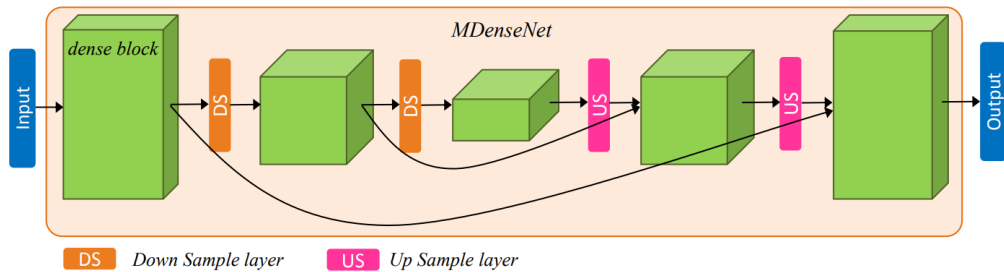 MDenseNet
dense block
Input
DS
DS
US
US
Output
DS Down Sample layer
US Up Sample layer